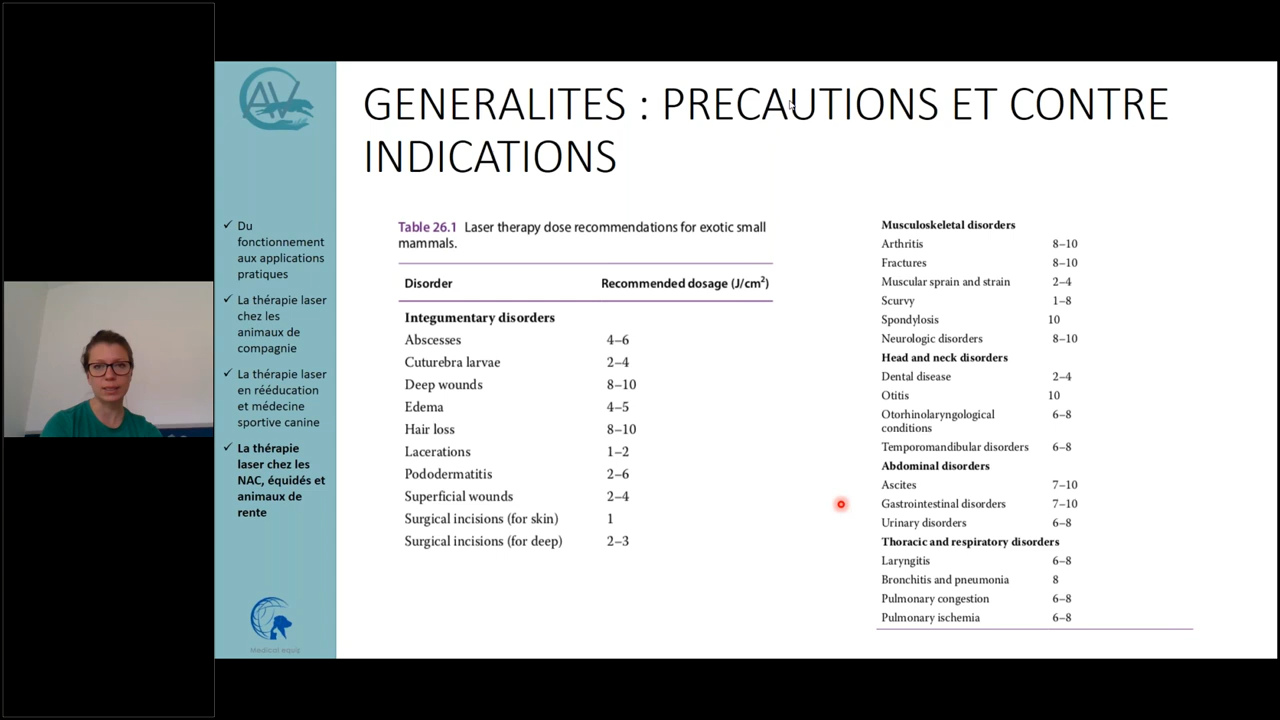 AV
GENERALITES : PRECAUTIONS ET CONTRE
INDICATIONS
✓ Du
fonctionnement
aux applications
pratiques
✓ La thérapie laser
chez les
animaux de
compagnie
✓ La thérapie laser
en rééducation
et médecine
sportive canine
✓ La thérapie
laser chez les
NAC, équidés et
animaux de
rente
Medical equip
Table 26.1 Laser therapy dose recommendations for exotic small
mammals.
Disorder Recommended dosage (J/cm²)
Integumentary disorders
Abscesses 4–6
Cuturebra larvae 2–4
Deep wounds 8–10
Edema 4–5
Hair loss 8–10
Lacerations 1–2
Pododermatitis 2–6
Superficial wounds 2–4
Surgical incisions (for skin) 1
Surgical incisions (for deep) 2–3
Musculoskeletal disorders
Arthritis 8–10
Fractures 8–10
Muscular sprain and strain 2–4
Scurvy 1–8
Spondylosis 10
Neurologic disorders 8–10
Head and neck disorders
Dental disease 2–4
Otitis 10
Otorhinolaryngological 6–8
conditions
Temporomandibular disorders 6–8
Abdominal disorders
Ascites 7–10
Gastrointestinal disorders 7–10
Urinary disorders 6–8
Thoracic and respiratory disorders
Laryngitis 6–8
Bronchitis and pneumonia 8
Pulmonary congestion 6–8
Pulmonary ischemia 6–8